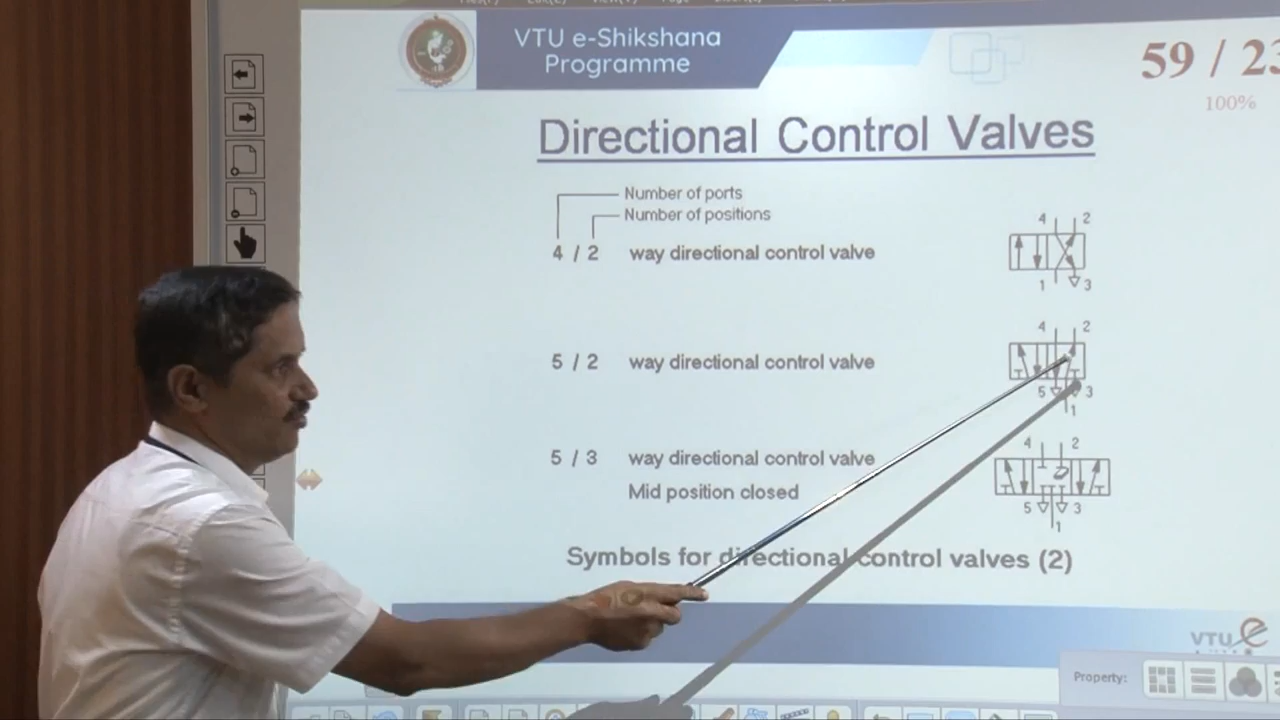 VTU e-Shikshana
Programme
59 / 23
100%
Directional Control Valves
Number of ports
Number of positions
4 / 2 way directional control valve
4 2
1 3
5 / 2 way directional control valve
4 2
5 3
1
5 / 3 way directional control valve
Mid position closed
4 2
5 3
1
Symbols for directional control valves (2)
VTU e
Property: